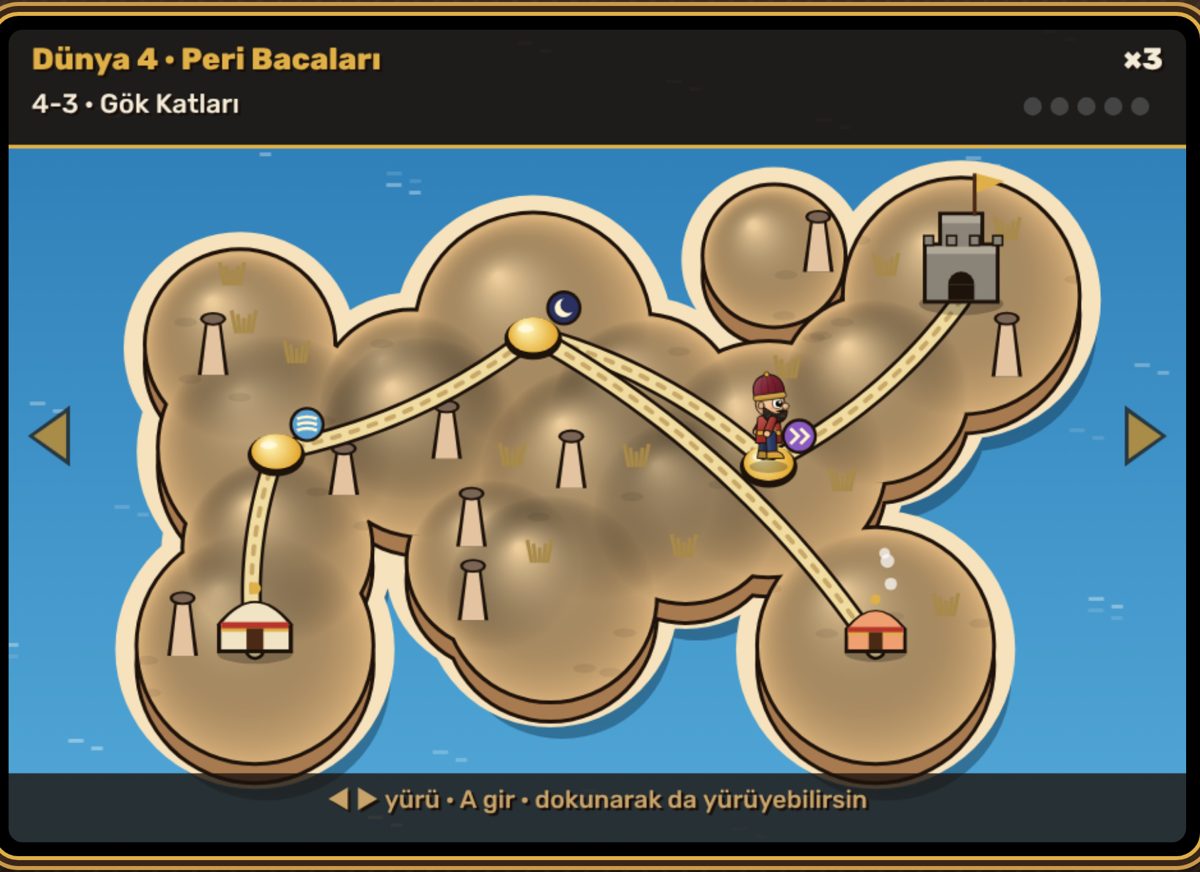 Dünya 4 • Peri Bacaları
×3
4-3 • Gök Katları
◀ ▶ yürü • A gir • dokunarak da yürüyebilirsin